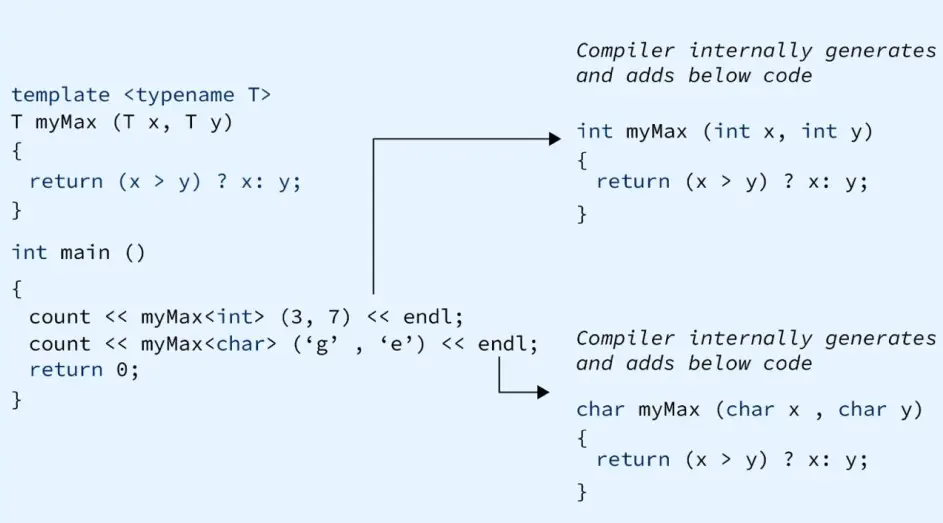 template <typename T>
T myMax (T x, T y)
{
return (x > y) ? x: y;
}
int main ()
{
count << myMax<int> (3, 7) << endl;
count << myMax<char> (‘g’ , ‘e’) << endl;
return 0;
}
Compiler internally generates
and adds below code
int myMax (int x, int y)
{
return (x > y) ? x: y;
}
Compiler internally generates
and adds below code
char myMax (char x , char y)
{
return (x > y) ? x: y;
}